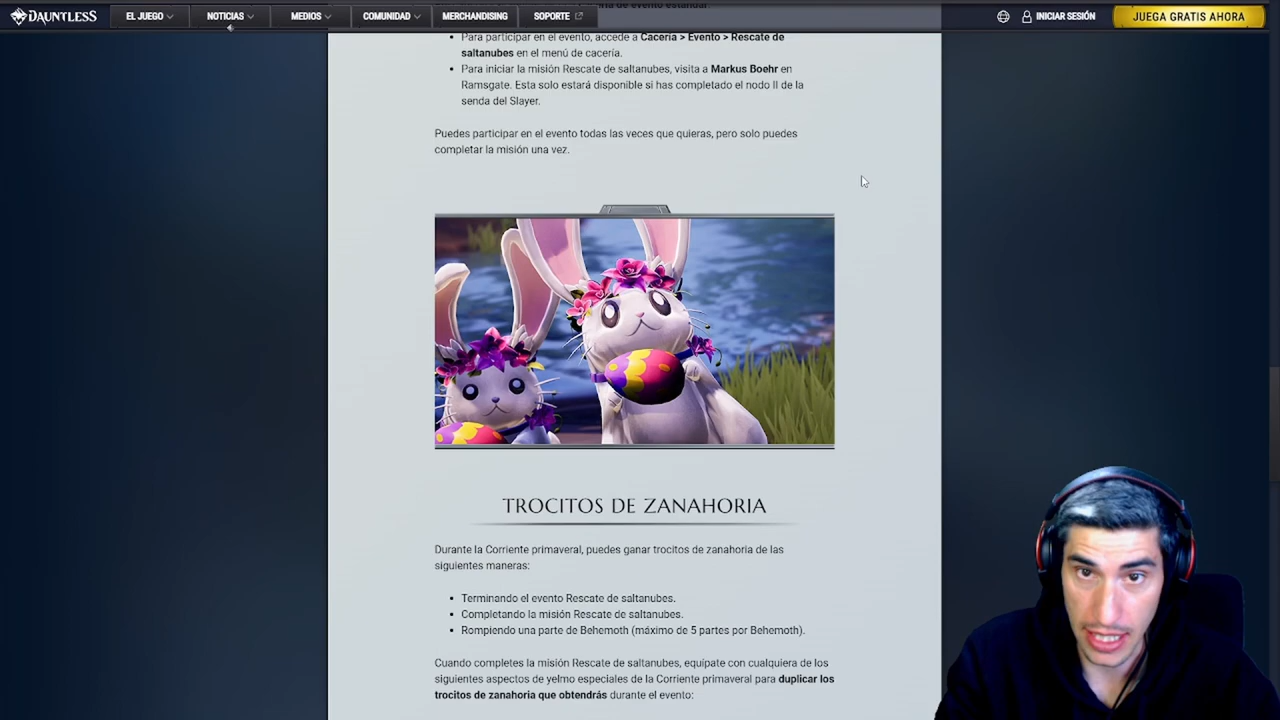 DAUNTLESS EL JUEGO NOTICIAS MEDIOS COMUNIDAD MERCHANDISING SOPORTE INICIAR SESIÓN JUEGA GRATIS AHORA
de evento estándar.
Para participar en el evento, accede a Cacería > Evento > Rescate de
saltanubes en el menú de cacería.
Para iniciar la misión Rescate de saltanubes, visita a Markus Boehr en
Ramsgate. Esta solo estará disponible si has completado el nodo II de la
senda del Slayer.
Puedes participar en el evento todas las veces que quieras, pero solo puedes
completar la misión una vez.
TROCITOS DE ZANAHORIA
Durante la Corriente primaveral, puedes ganar trocitos de zanahoria de las
siguientes maneras:
Terminando el evento Rescate de saltanubes.
Completando la misión Rescate de saltanubes.
Rompiendo una parte de Behemoth (máximo de 5 partes por Behemoth).
Cuando completes la misión Rescate de saltanubes, equípate con cualquiera de los
siguientes aspectos de yelmo especiales de la Corriente primaveral para duplicar los
trocitos de zanahoria que obtendrás durante el evento: